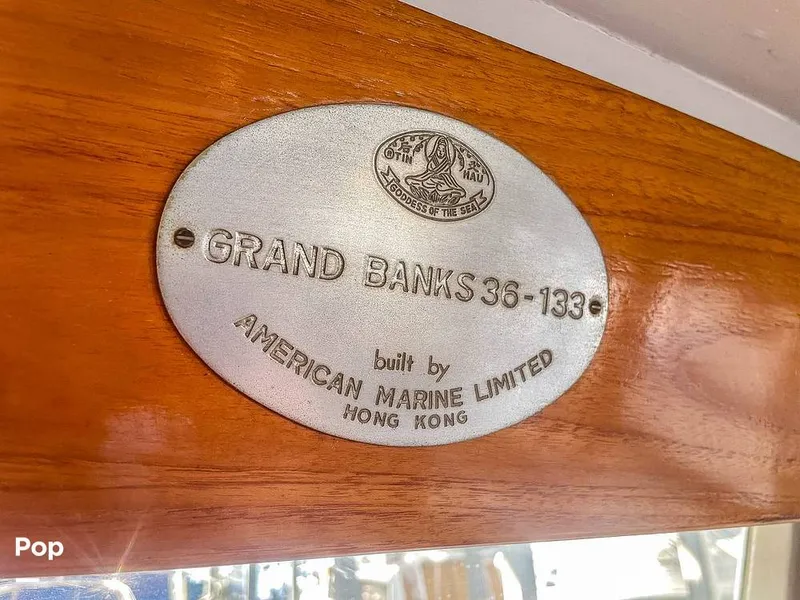 TIN HAU
GODDESS OF THE SEA
GRAND BANKS 36-133
built by
AMERICAN MARINE LIMITED
HONG KONG
Pop